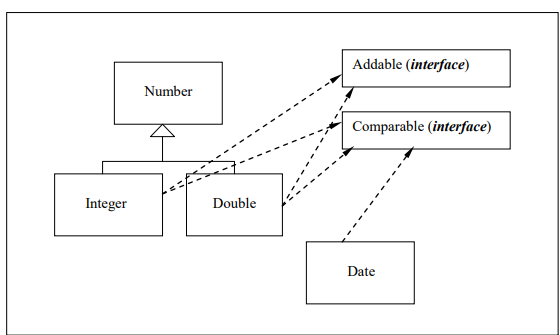 Addable (interface)
Number
Comparable (interface)
Integer
Double
Date